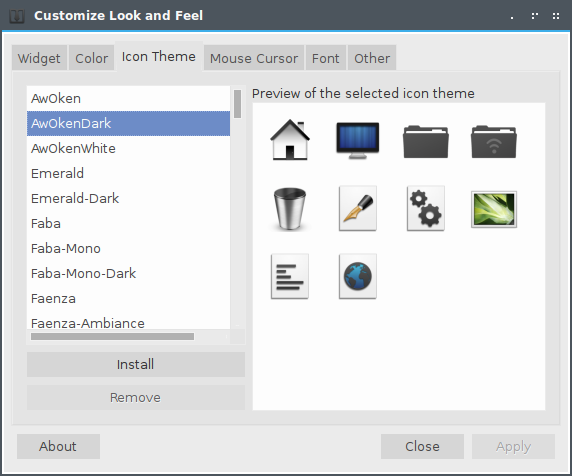 Customize Look and Feel
Widget Color Icon Theme Mouse Cursor Font Other
AwOken
AwOkenDark
AwOkenWhite
Emerald
Emerald-Dark
Faba
Faba-Mono
Faba-Mono-Dark
Faenza
Faenza-Ambiance
Install
Remove
Preview of the selected icon theme
About Close Apply